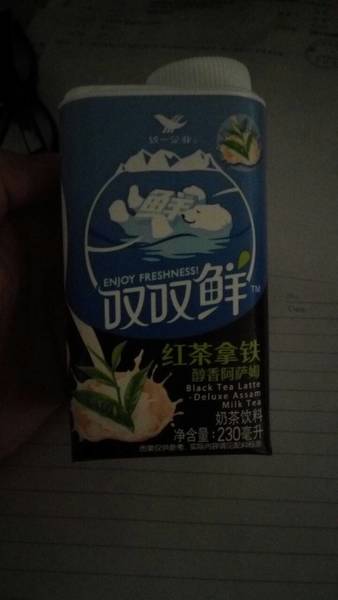 统一企业
鲜
ENJOY FRESHNESS!
叹叹鲜™
红茶拿铁
醇香阿萨姆
Black Tea Latte
-Deluxe Assam
Milk Tea
奶茶饮料
净含量:230毫升